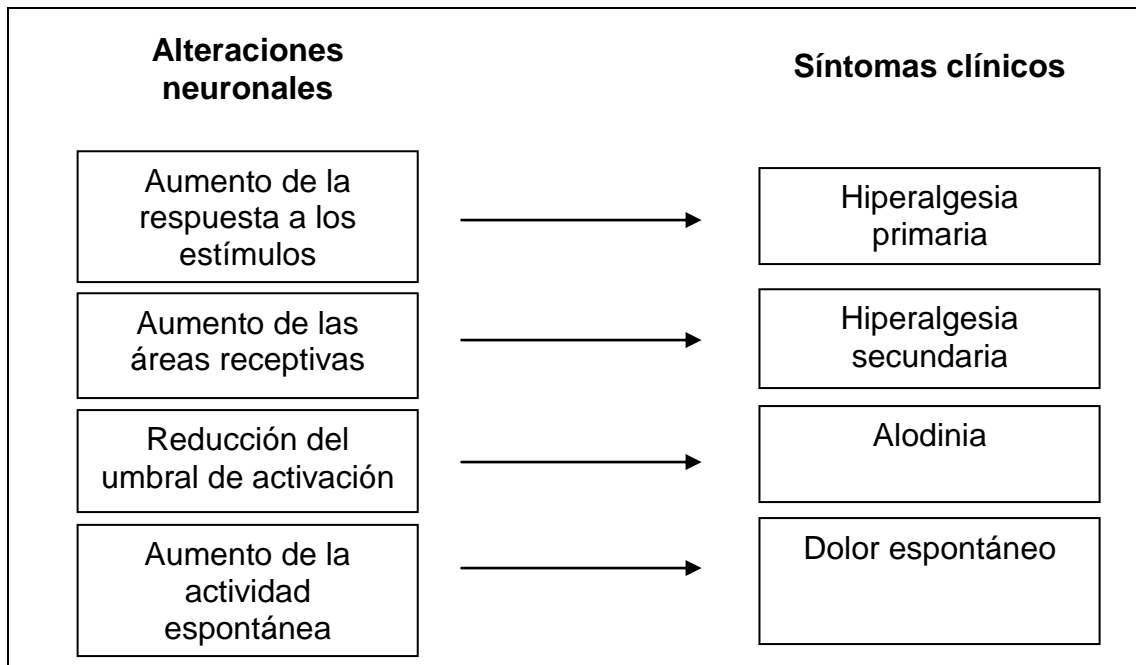 Alteraciones
neuronales
Síntomas clínicos
Aumento de la
respuesta a los
estímulos
Hiperalgesia
primaria
Aumento de las
áreas receptivas
Hiperalgesia
secundaria
Reducción del
umbral de activación
Alodinia
Aumento de la
actividad
espontánea
Dolor espontáneo